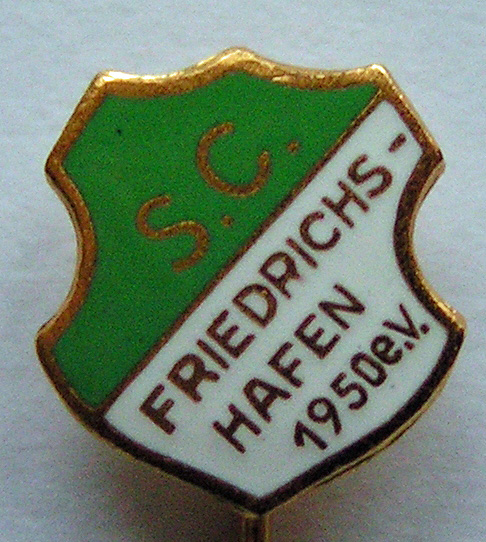 S.C.
FRIEDRICHS-
HAFEN
1950e.V.